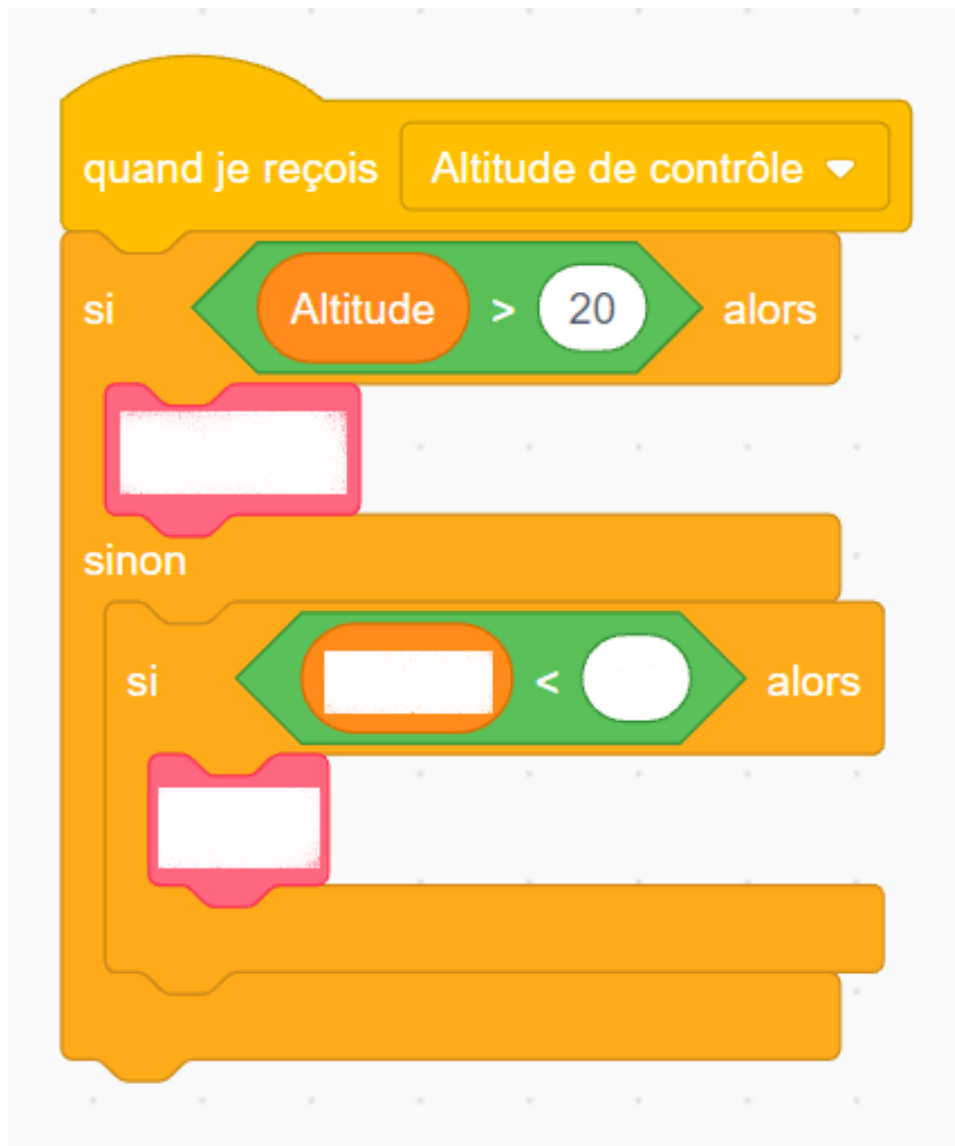 quand je reçois Altitude de contrôle
si Altitude > 20 alors
sinon
si < alors